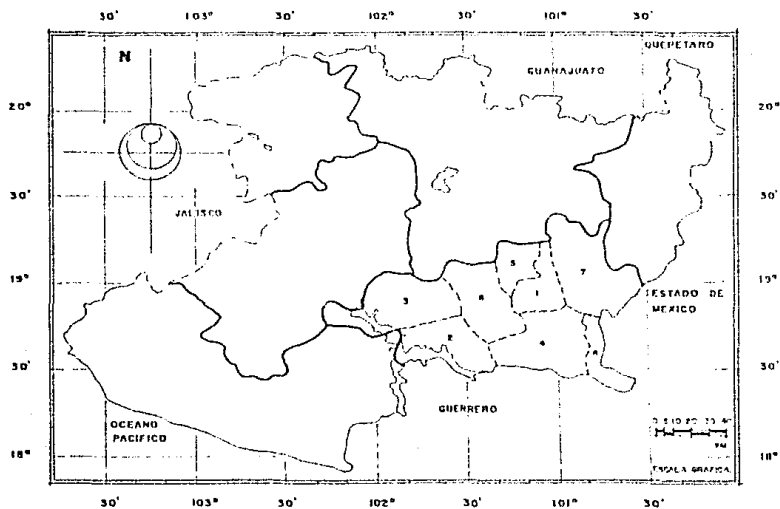 30' 103° 30' 102° 30' 101° 30'
QUERETARO
N
GUANAJUATO
20° 20°
30' 30'
JALISCO
19° 19°
5
7
3
6
1
ESTADO DE
MEXICO
2
4
30' 30'
GUERRERO
OCEANO
PACIFICO
18° 18°
KM.
ESCALA GRAFICA
30' 103° 30' 102° 30' 101° 30'